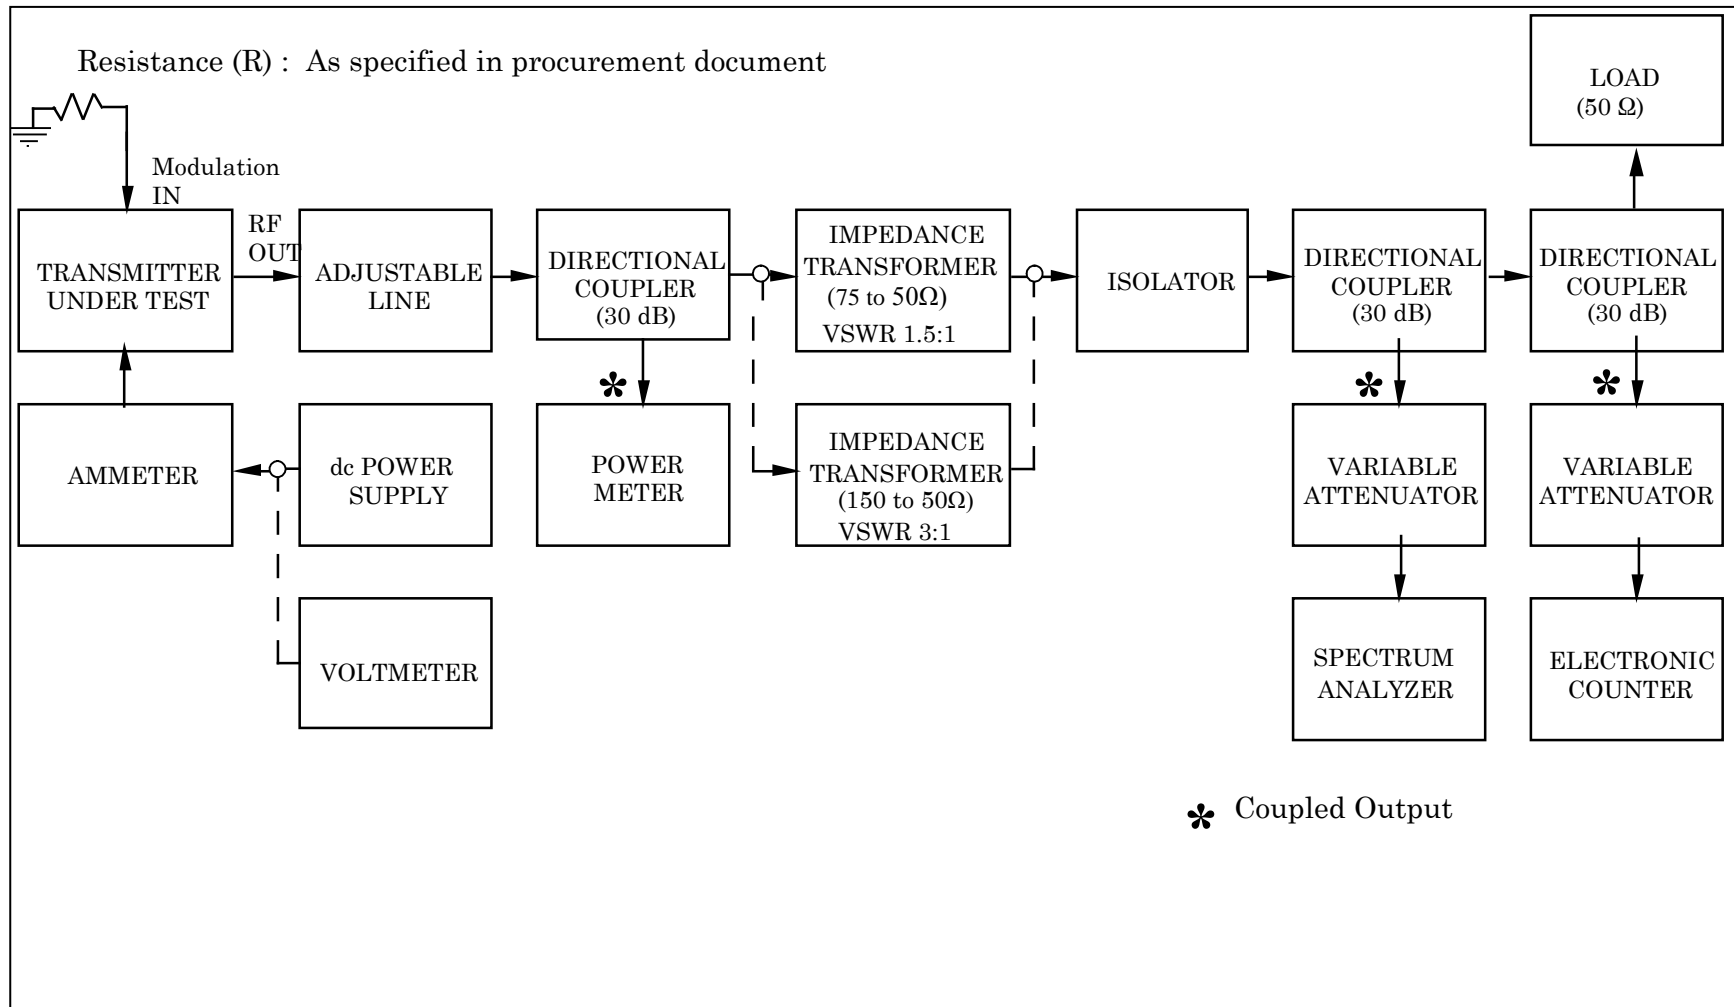 Resistance (R) : As specified in procurement document
LOAD
(50 Ω)
Modulation
IN
RF
OUT
TRANSMITTER
UNDER TEST
ADJUSTABLE
LINE
DIRECTIONAL
COUPLER
(30 dB)
IMPEDANCE
TRANSFORMER
(75 to 50Ω)
VSWR 1.5:1
ISOLATOR
DIRECTIONAL
COUPLER
(30 dB)
DIRECTIONAL
COUPLER
(30 dB)
*
*
*
AMMETER
dc POWER
SUPPLY
POWER
METER
IMPEDANCE
TRANSFORMER
(150 to 50Ω)
VSWR 3:1
VARIABLE
ATTENUATOR
VARIABLE
ATTENUATOR
VOLTMETER
SPECTRUM
ANALYZER
ELECTRONIC
COUNTER
* Coupled Output